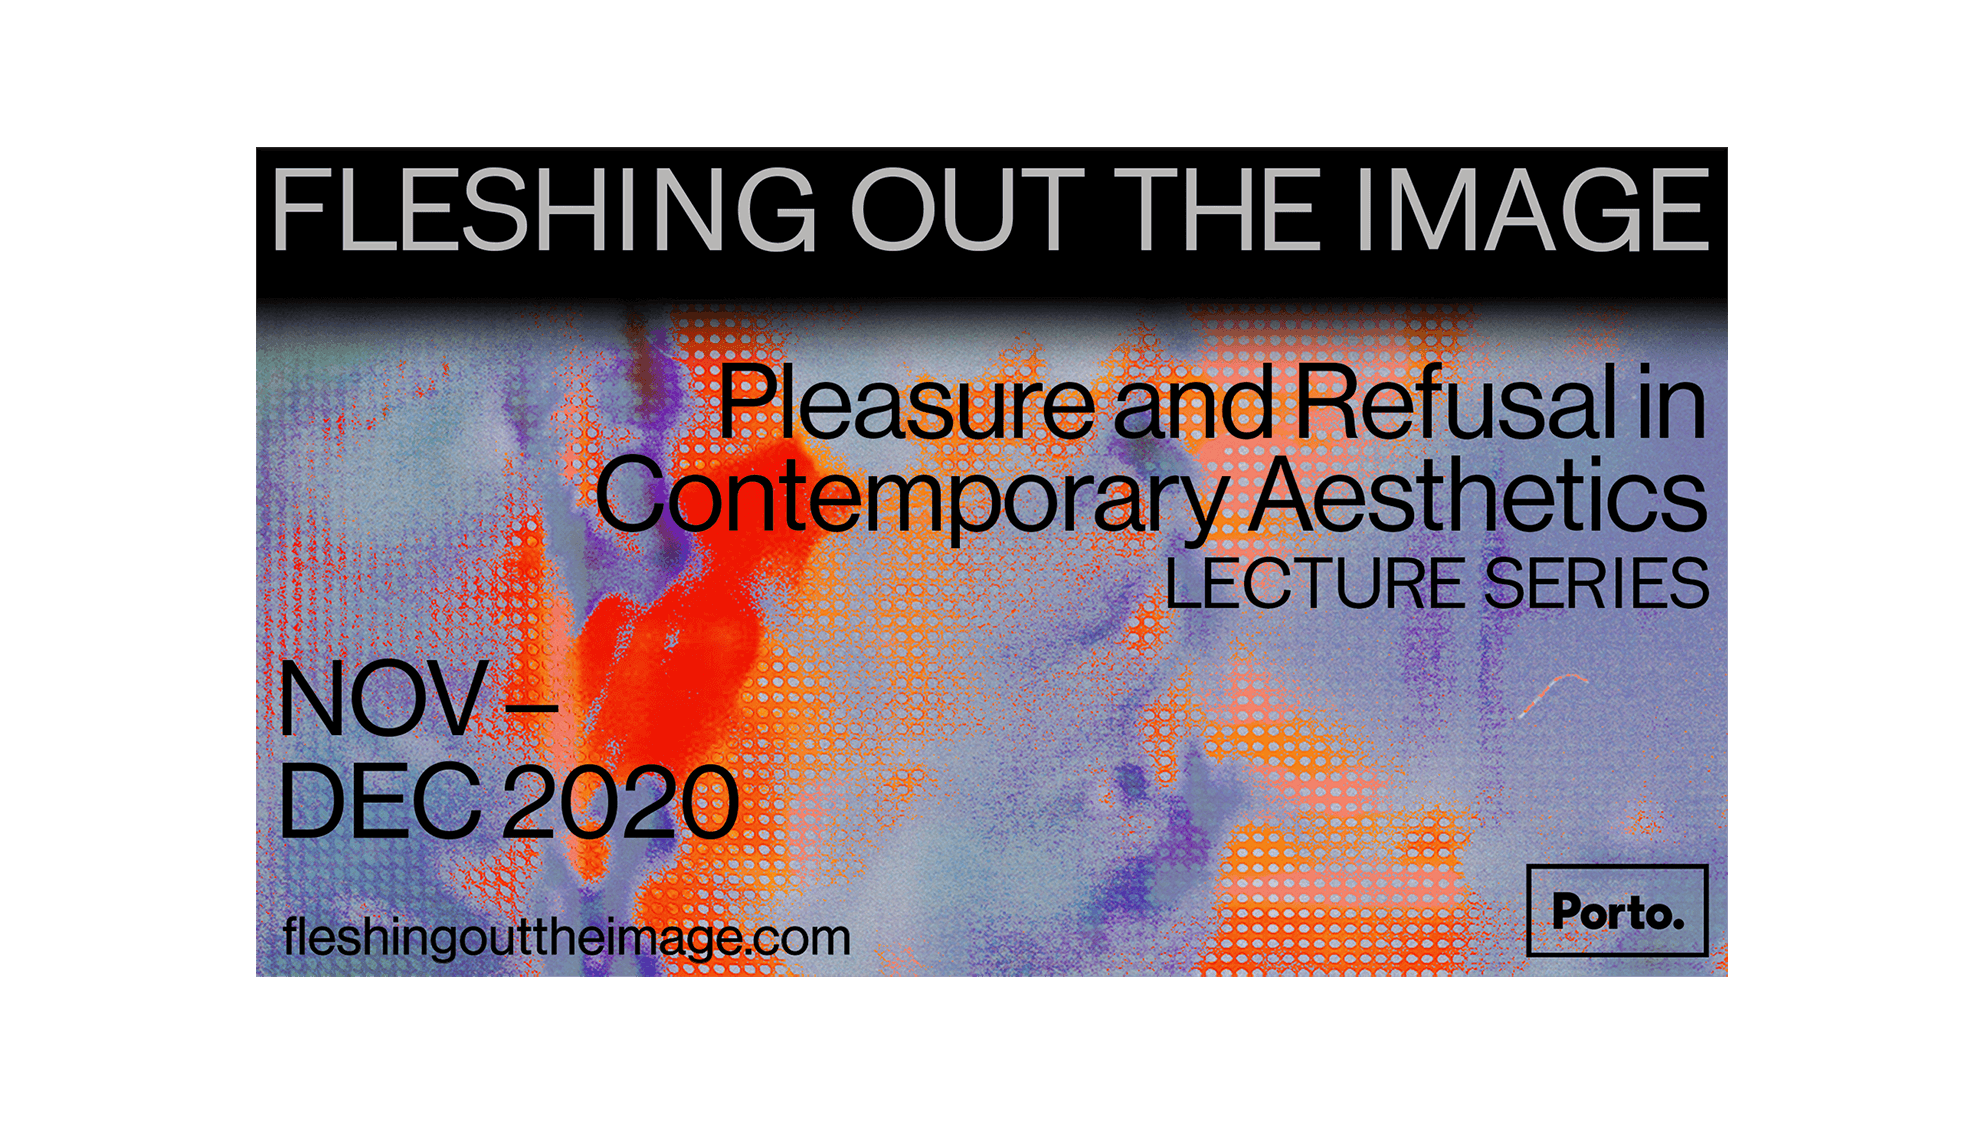 FLESHING OUT THE IMAGE
Pleasure and Refusal in
Contemporary Aesthetics
LECTURE SERIES
NOV –
DEC 2020
fleshingouttheimage.com
Porto.